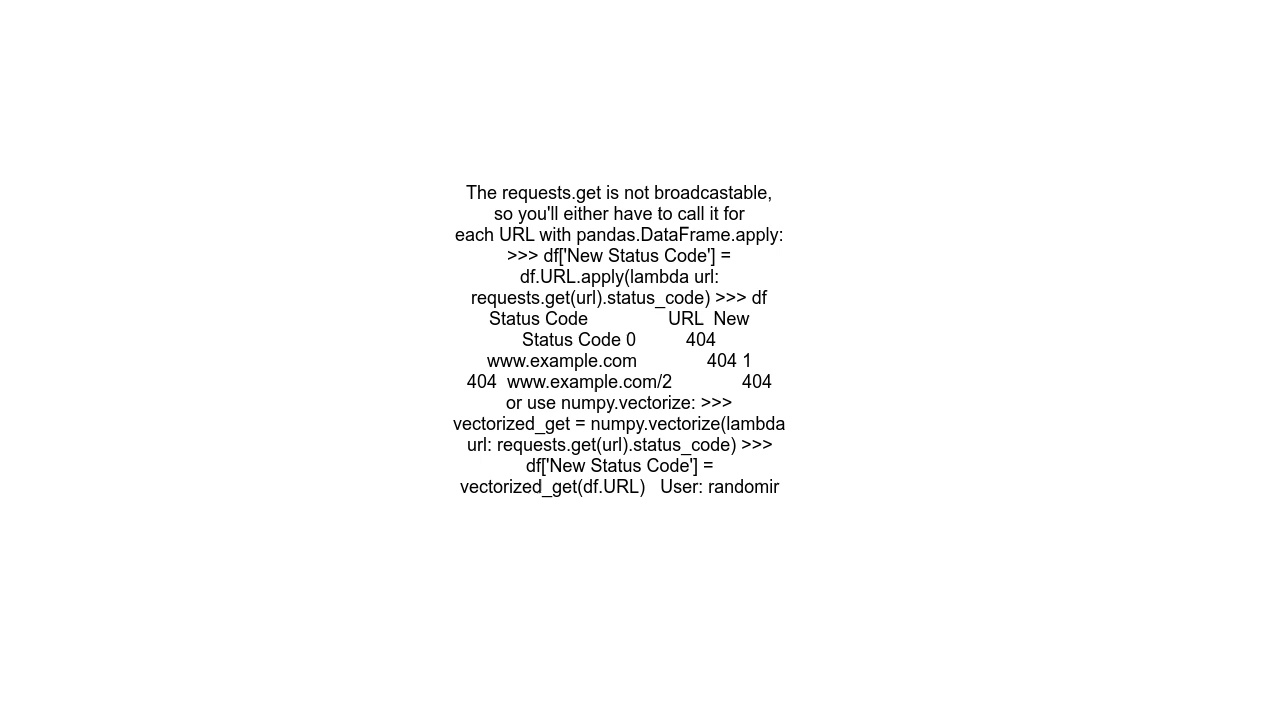 The requests.get is not broadcastable,
so you'll either have to call it for
each URL with pandas.DataFrame.apply:
>>> df['New Status Code'] =
df.URL.apply(lambda url:
requests.get(url).status_code) >>> df
Status Code                URL  New
Status Code 0          404
www.example.com              404 1
404  www.example.com/2              404
or use numpy.vectorize: >>>
vectorized_get = numpy.vectorize(lambda
url: requests.get(url).status_code) >>>
df['New Status Code'] =
vectorized_get(df.URL)   User: randomir